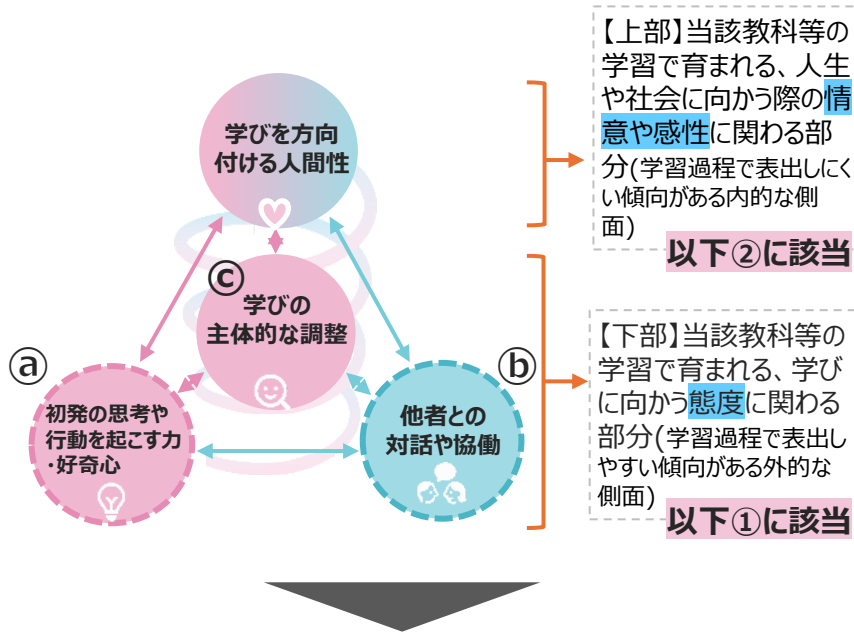 学びを方向
付ける人間性
ⓒ
学びの
主体的な調整
ⓐ
初発の思考や
行動を起こす力
・好奇心
ⓑ
他者との
対話や協働
【上部】当該教科等の
学習で育まれる、人生
や社会に向かう際の情
意や感性に関わる部
分(学習過程で表出しにく
い傾向がある内的な側
面)
以下②に該当
【下部】当該教科等の
学習で育まれる、学び
に向かう態度に関わる
部分(学習過程で表出し
やすい傾向がある外的な
側面)
以下①に該当